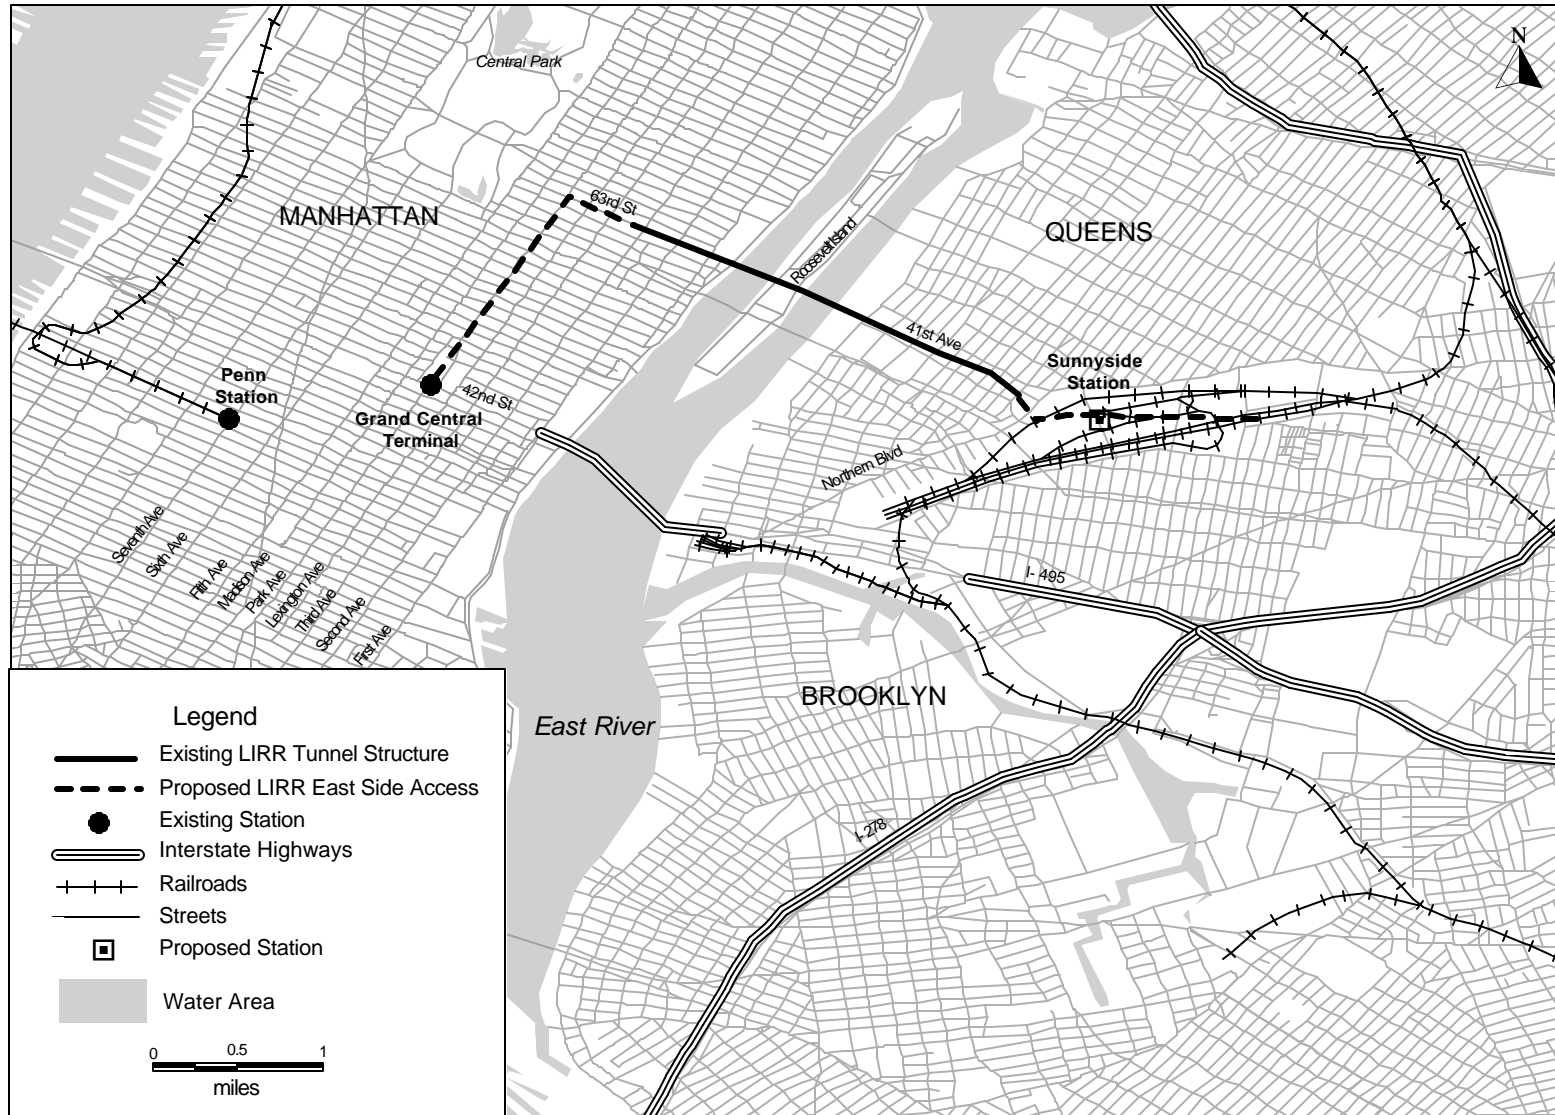 N
Central Park
63rd St
MANHATTAN
QUEENS
Roosevelt Island
41st Ave
Sunnyside
Station
Penn
Station
42nd St
Grand Central
Terminal
Northern Blvd
Seventh Ave
Sixth Ave
Fifth Ave
Madison Ave
Park Ave
Lexington Ave
Third Ave
Second Ave
First Ave
I- 495
BROOKLYN
East River
I-278
Legend
Existing LIRR Tunnel Structure
Proposed LIRR East Side Access
Existing Station
Interstate Highways
Railroads
Streets
Proposed Station
Water Area
0 0.5 1
miles